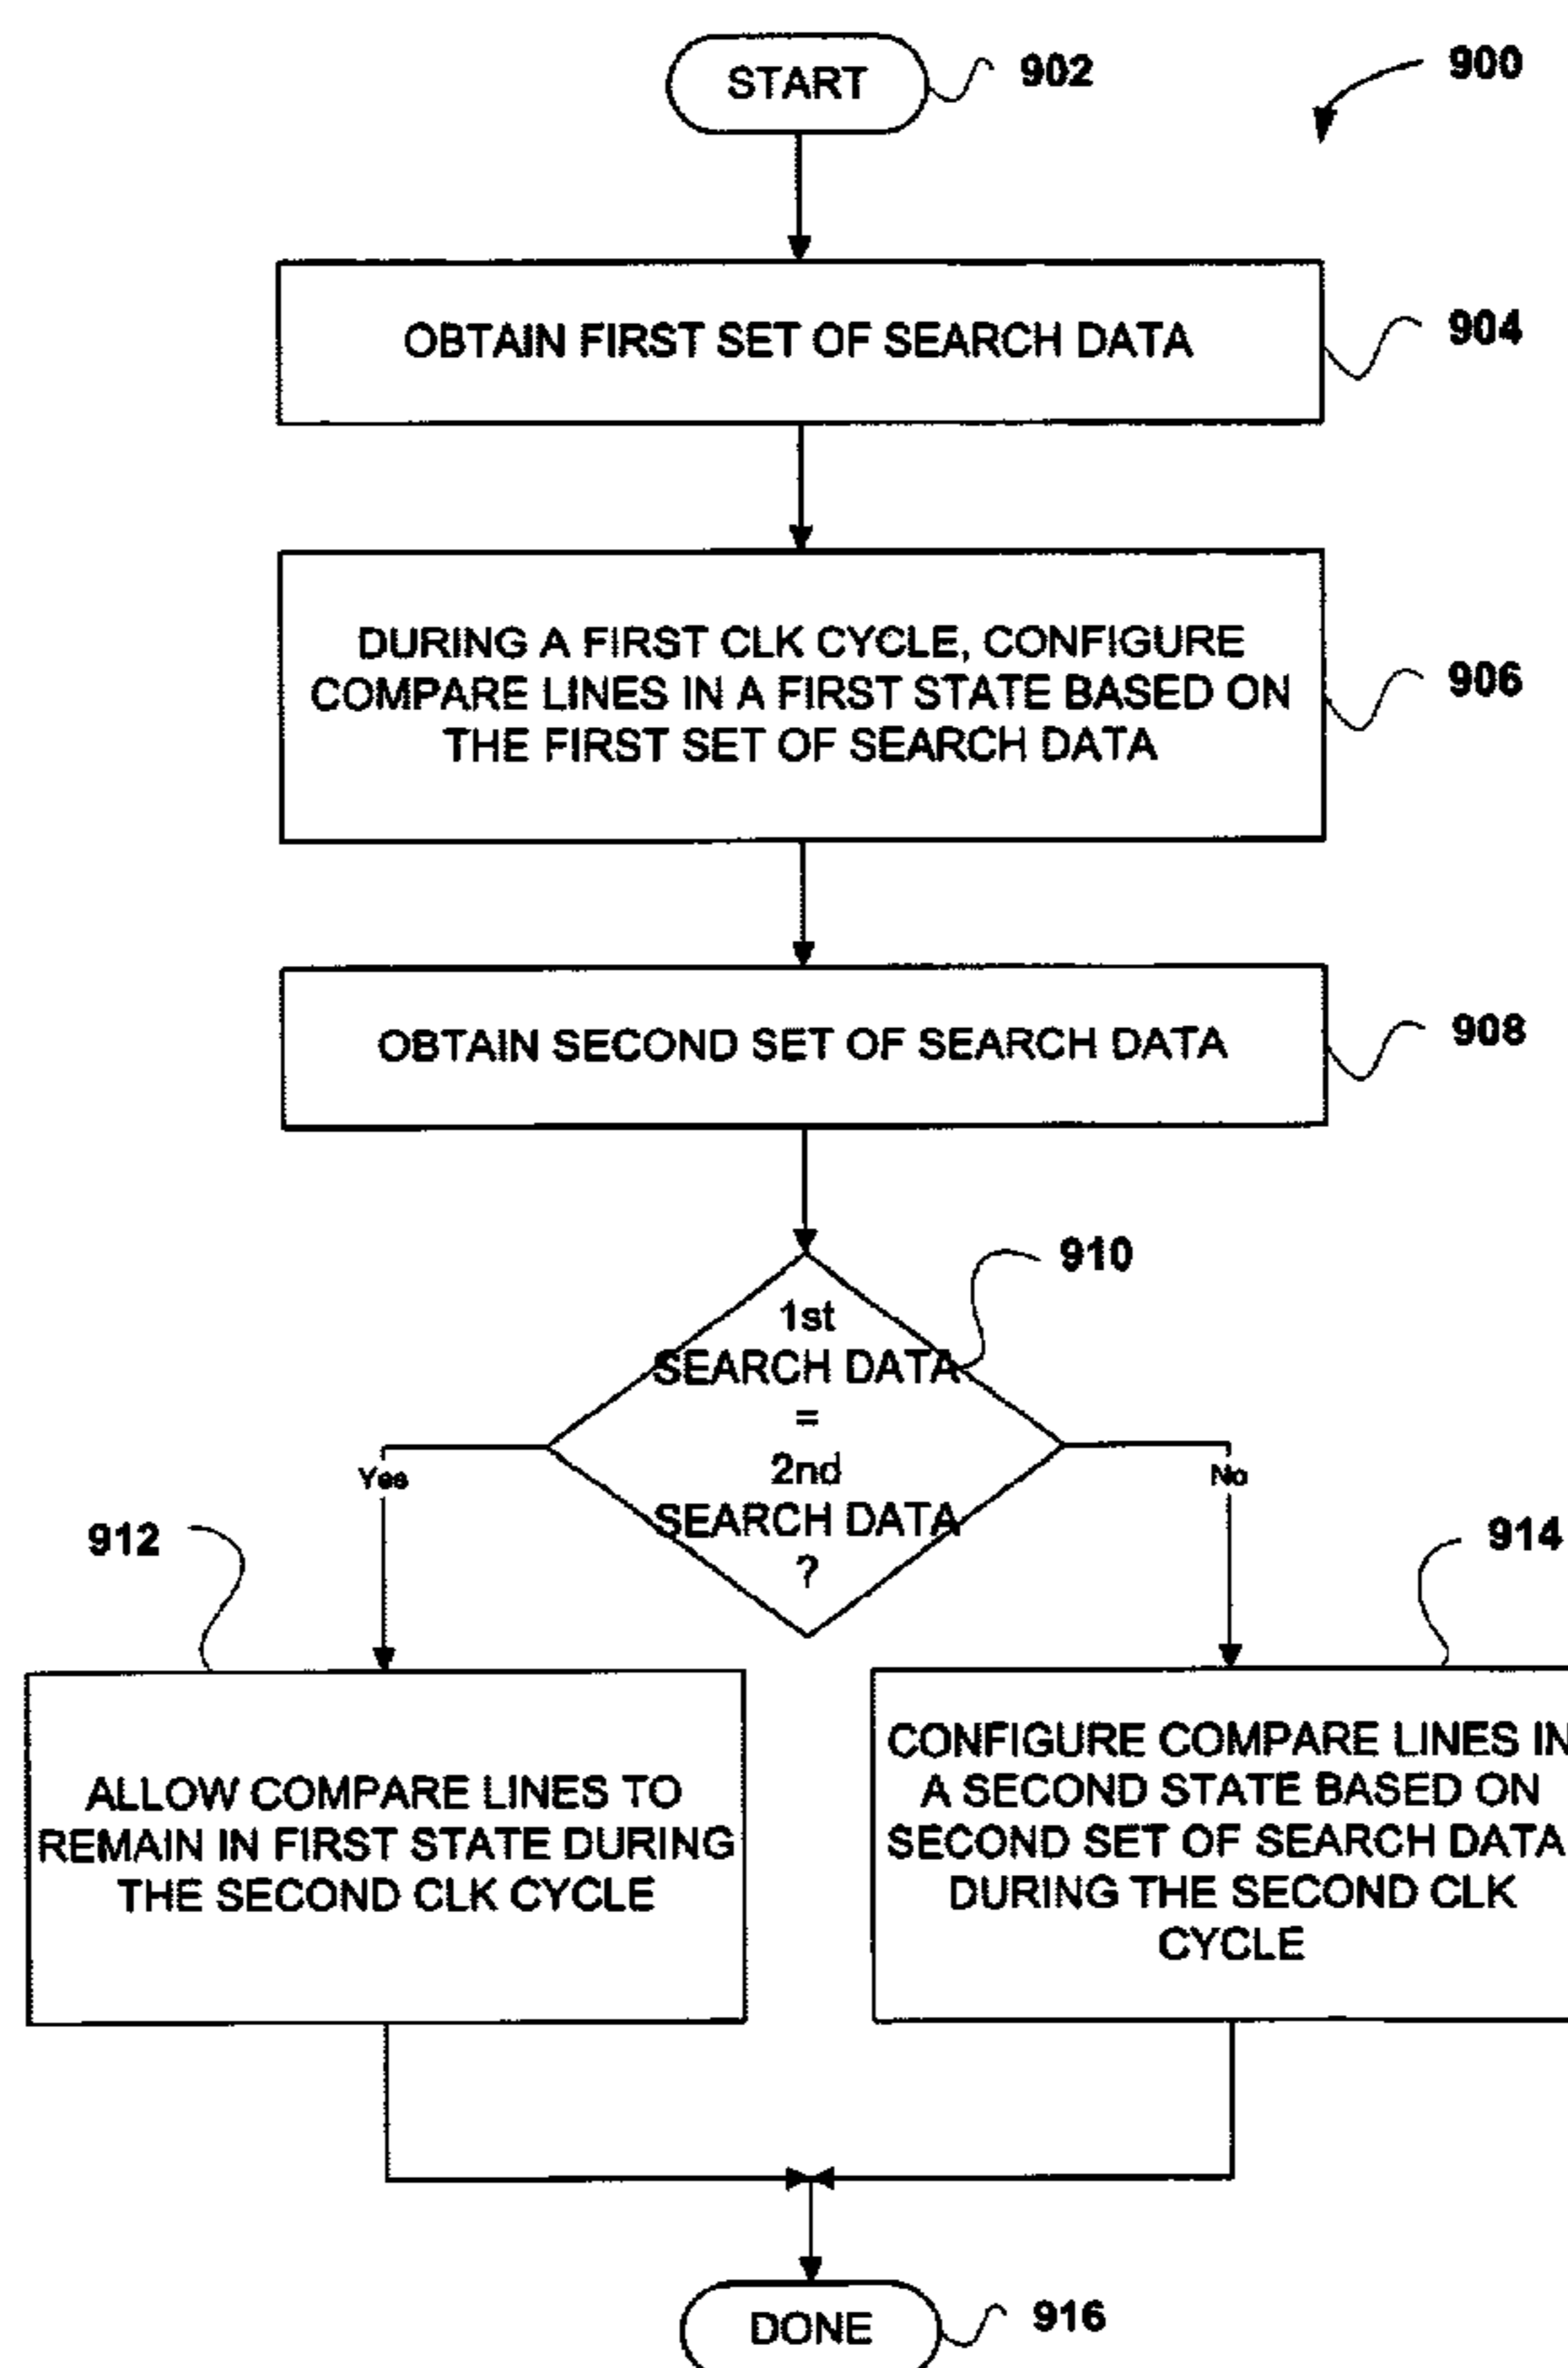 START
902
900
OBTAIN FIRST SET OF SEARCH DATA
904
DURING A FIRST CLK CYCLE, CONFIGURE
COMPARE LINES IN A FIRST STATE BASED ON
THE FIRST SET OF SEARCH DATA
906
OBTAIN SECOND SET OF SEARCH DATA
908
910
1st
SEARCH DATA
=
2nd
SEARCH DATA
?
Yes
No
912
914
ALLOW COMPARE LINES TO
REMAIN IN FIRST STATE DURING
THE SECOND CLK CYCLE
CONFIGURE COMPARE LINES IN
A SECOND STATE BASED ON
SECOND SET OF SEARCH DATA
DURING THE SECOND CLK
CYCLE
DONE
916